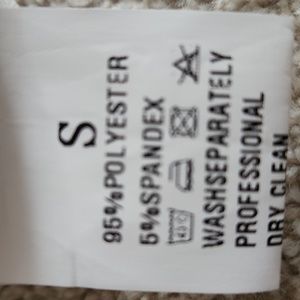 S
95%POLYESTER
5%SPANDEX
WASHSEPARATELY
PROFESSIONAL
DRY CLEAN